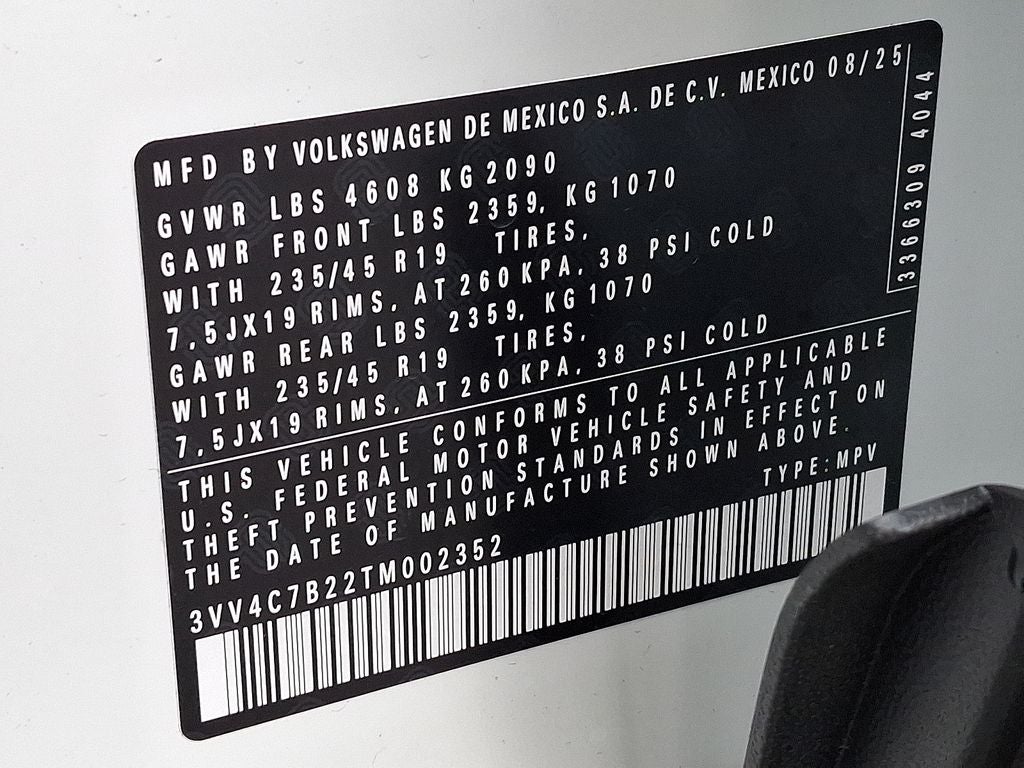 MFD BY VOLKSWAGEN DE MEXICO S.A. DE C.V. MEXICO 08/25
GVWR LBS 4608 KG 2090
GAWR FRONT LBS 2359, KG 1070
WITH 235/45 R19 TIRES,
7,5JX19 RIMS, AT 260 KPA, 38 PSI COLD
GAWR REAR LBS 2359, KG 1070
WITH 235/45 R19 TIRES,
7,5JX19 RIMS, AT 260 KPA, 38 PSI COLD
3366309 4044
THIS VEHICLE CONFORMS TO ALL APPLICABLE
U.S. FEDERAL MOTOR VEHICLE SAFETY AND
THEFT PREVENTION STANDARDS IN EFFECT ON
THE DATE OF MANUFACTURE SHOWN ABOVE.
3VV4C7B22TM002352 TYPE: MPV